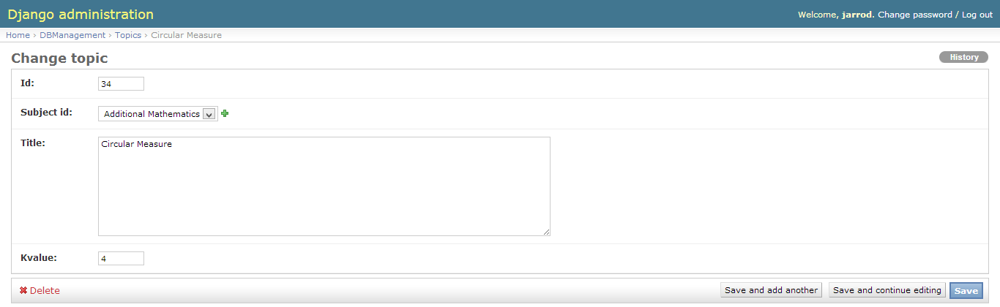 Django administration
Welcome, jarrod. Change password / Log out
Home › DBManagement › Topics › Circular Measure
Change topic
History
Id: 34
Subject id: Additional Mathematics
Title: Circular Measure
Kvalue: 4
Delete
Save and add another Save and continue editing Save